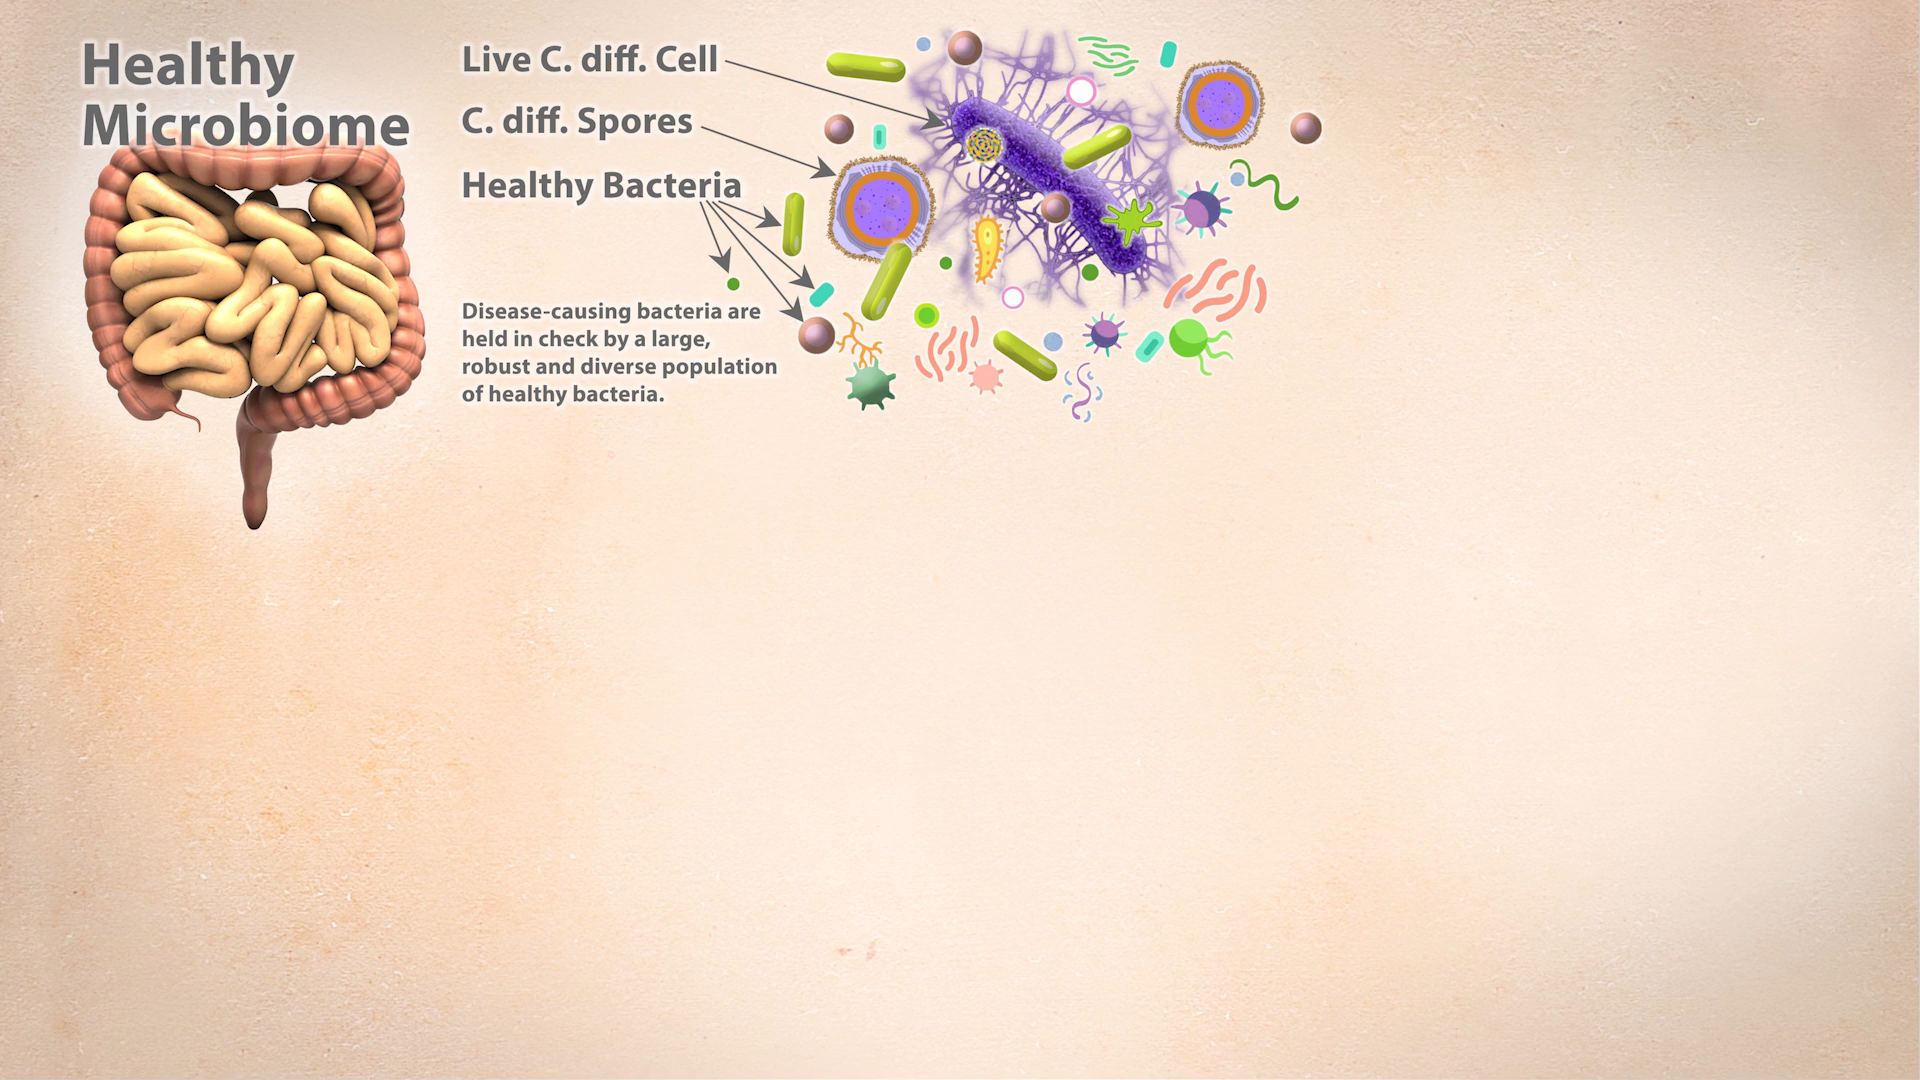 Healthy
Microbiome
Live C. diff. Cell
C. diff. Spores
Healthy Bacteria
Disease-causing bacteria are
held in check by a large,
robust and diverse population
of healthy bacteria.